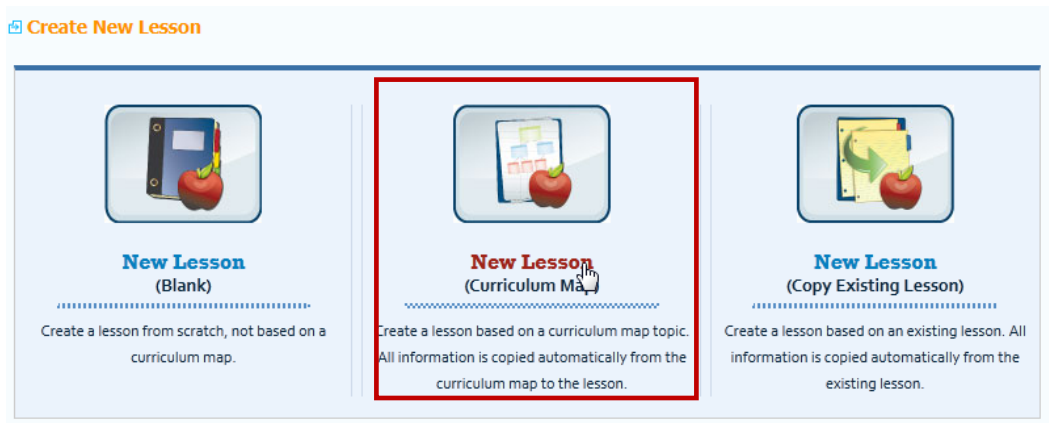 Create New Lesson
New Lesson
(Blank)
Create a lesson from scratch, not based on a
curriculum map.
New Lesson
(Curriculum Map)
Create a lesson based on a curriculum map topic.
All information is copied automatically from the
curriculum map to the lesson.
New Lesson
(Copy Existing Lesson)
Create a lesson based on an existing lesson. All
information is copied automatically from the
existing lesson.